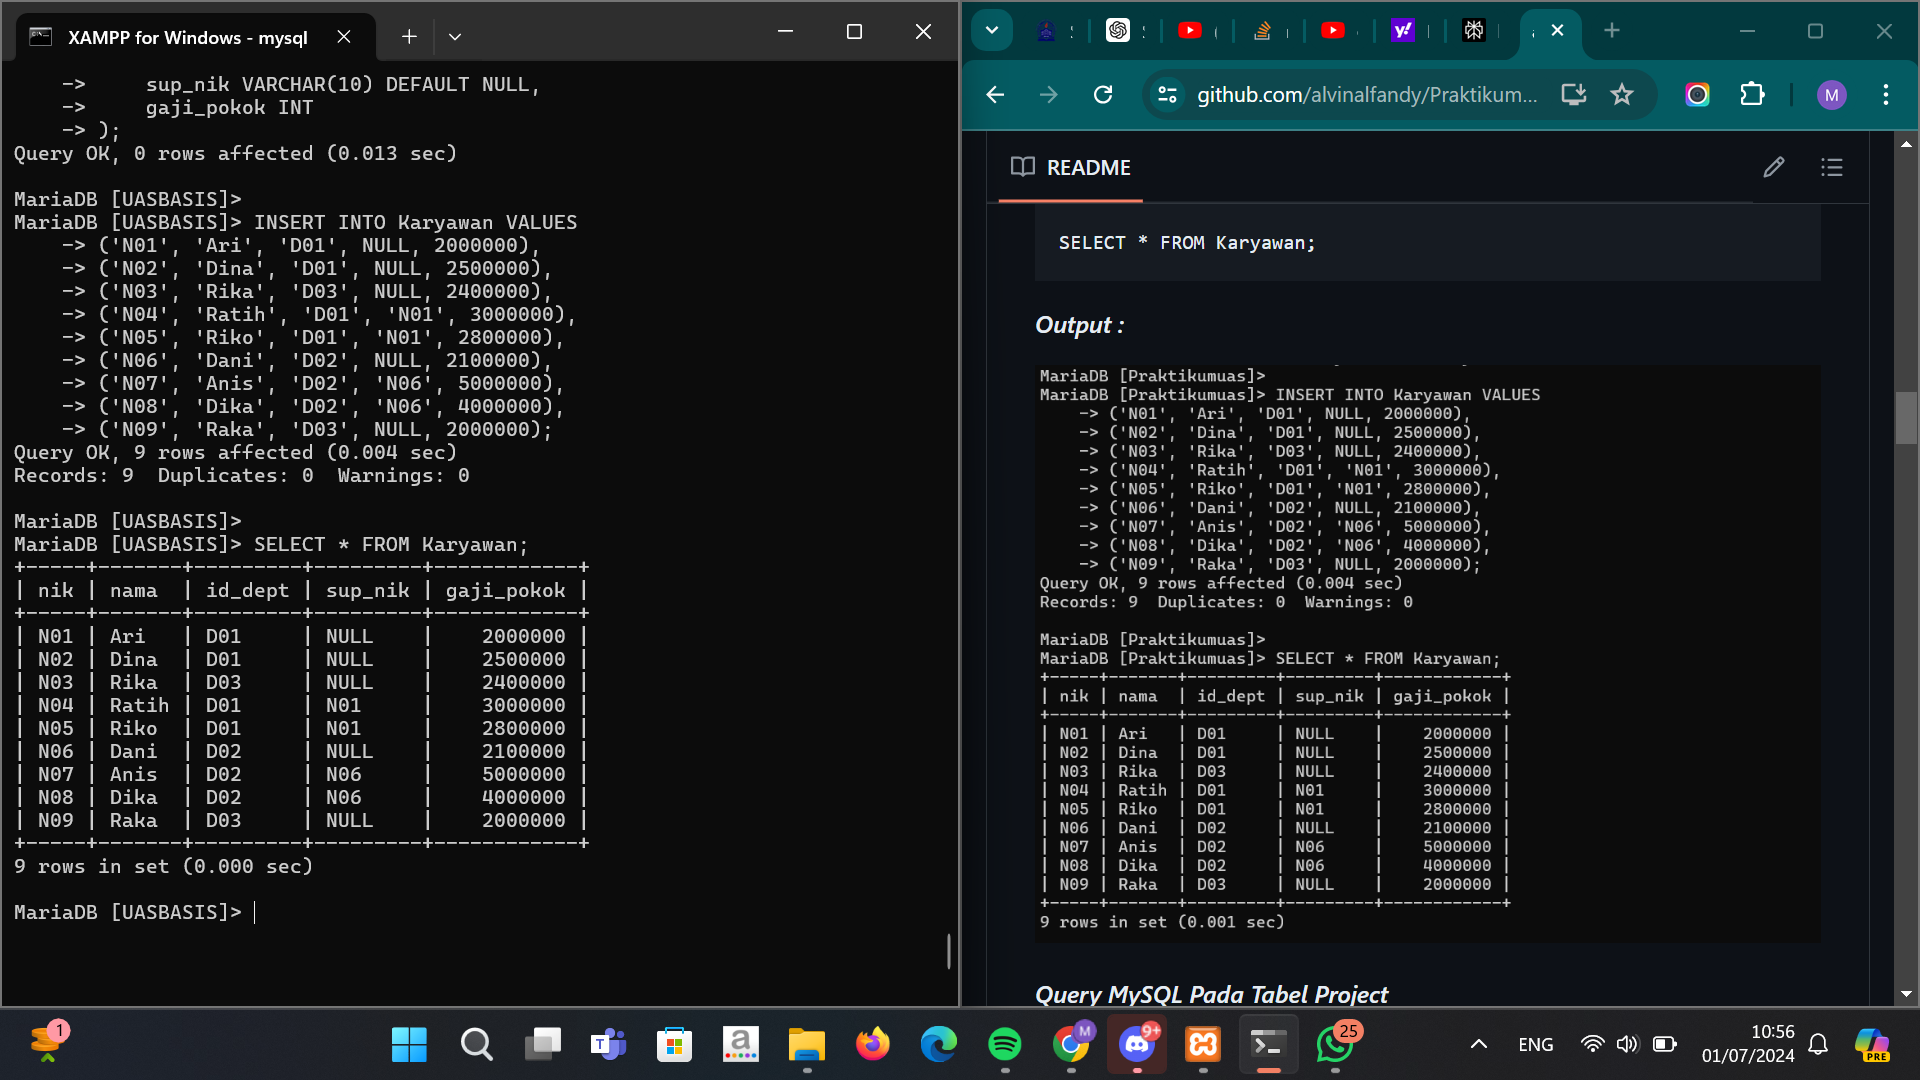 XAMPP for Windows - mysql
    ->     sup_nik VARCHAR(10) DEFAULT NULL,
    ->     gaji_pokok INT
    -> );
Query OK, 0 rows affected (0.013 sec)
MariaDB [UASBASIS]>
MariaDB [UASBASIS]> INSERT INTO Karyawan VALUES
    -> ('N01', 'Ari', 'D01', NULL, 2000000),
    -> ('N02', 'Dina', 'D01', NULL, 2500000),
    -> ('N03', 'Rika', 'D03', NULL, 2400000),
    -> ('N04', 'Ratih', 'D01', 'N01', 3000000),
    -> ('N05', 'Riko', 'D01', 'N01', 2800000),
    -> ('N06', 'Dani', 'D02', NULL, 2100000),
    -> ('N07', 'Anis', 'D02', 'N06', 5000000),
    -> ('N08', 'Dika', 'D02', 'N06', 4000000),
    -> ('N09', 'Raka', 'D03', NULL, 2000000);
Query OK, 9 rows affected (0.004 sec)
Records: 9  Duplicates: 0  Warnings: 0
MariaDB [UASBASIS]>
MariaDB [UASBASIS]> SELECT * FROM Karyawan;
+-----+-------+---------+---------+------------+
| nik | nama  | id_dept | sup_nik | gaji_pokok |
+-----+-------+---------+---------+------------+
| N01 | Ari   | D01     | NULL    |    2000000 |
| N02 | Dina  | D01     | NULL    |    2500000 |
| N03 | Rika  | D03     | NULL    |    2400000 |
| N04 | Ratih | D01     | N01     |    3000000 |
| N05 | Riko  | D01     | N01     |    2800000 |
| N06 | Dani  | D02     | NULL    |    2100000 |
| N07 | Anis  | D02     | N06     |    5000000 |
| N08 | Dika  | D02     | N06     |    4000000 |
| N09 | Raka  | D03     | NULL    |    2000000 |
+-----+-------+---------+---------+------------+
9 rows in set (0.000 sec)
MariaDB [UASBASIS]>
github.com/alvinalfandy/Praktikum...
M
README
SELECT * FROM Karyawan;
Output :
MariaDB [Praktikumuas]>
MariaDB [Praktikumuas]> INSERT INTO Karyawan VALUES
    -> ('N01', 'Ari', 'D01', NULL, 2000000),
    -> ('N02', 'Dina', 'D01', NULL, 2500000),
    -> ('N03', 'Rika', 'D03', NULL, 2400000),
    -> ('N04', 'Ratih', 'D01', 'N01', 3000000),
    -> ('N05', 'Riko', 'D01', 'N01', 2800000),
    -> ('N06', 'Dani', 'D02', NULL, 2100000),
    -> ('N07', 'Anis', 'D02', 'N06', 5000000),
    -> ('N08', 'Dika', 'D02', 'N06', 4000000),
    -> ('N09', 'Raka', 'D03', NULL, 2000000);
Query OK, 9 rows affected (0.004 sec)
Records: 9  Duplicates: 0  Warnings: 0
MariaDB [Praktikumuas]>
MariaDB [Praktikumuas]> SELECT * FROM Karyawan;
+-----+-------+---------+---------+------------+
| nik | nama  | id_dept | sup_nik | gaji_pokok |
+-----+-------+---------+---------+------------+
| N01 | Ari   | D01     | NULL    |    2000000 |
| N02 | Dina  | D01     | NULL    |    2500000 |
| N03 | Rika  | D03     | NULL    |    2400000 |
| N04 | Ratih | D01     | N01     |    3000000 |
| N05 | Riko  | D01     | N01     |    2800000 |
| N06 | Dani  | D02     | NULL    |    2100000 |
| N07 | Anis  | D02     | N06     |    5000000 |
| N08 | Dika  | D02     | N06     |    4000000 |
| N09 | Raka  | D03     | NULL    |    2000000 |
+-----+-------+---------+---------+------------+
9 rows in set (0.001 sec)
Query MySQL Pada Tabel Project
1
M
9+
25
ENG
10:56
01/07/2024
PRE